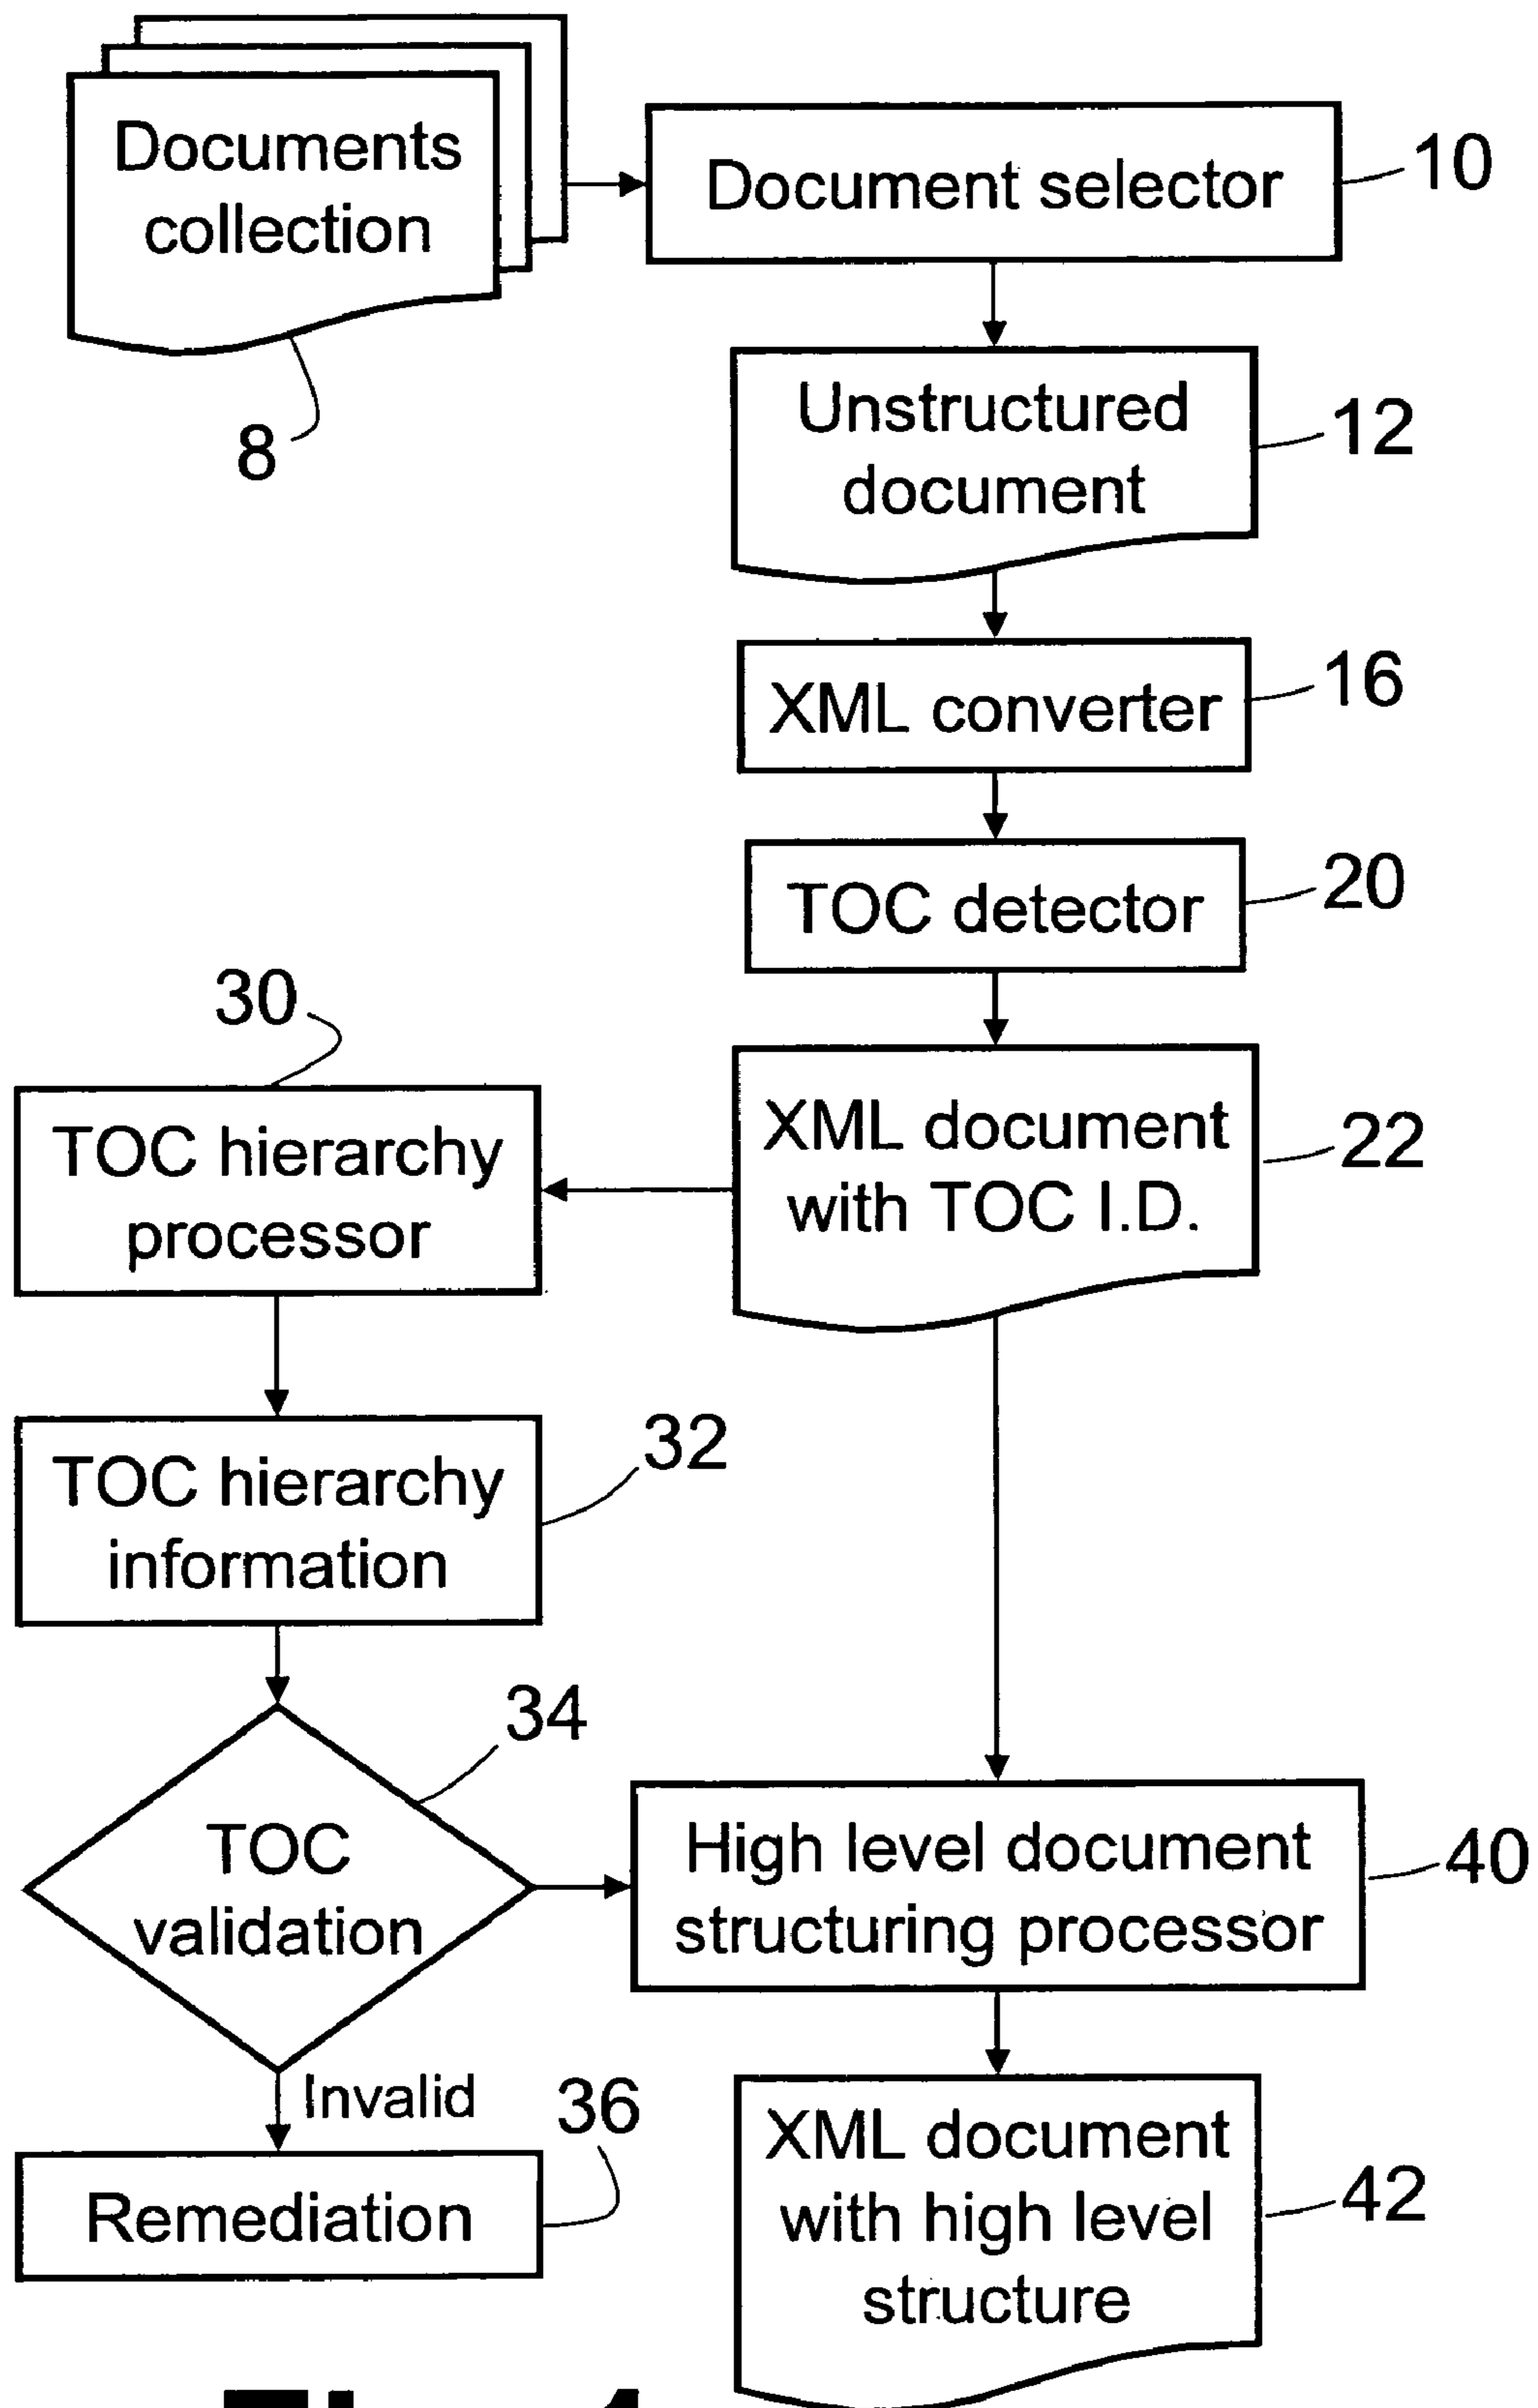 Documents
collection
8
Document selector
10
Unstructured
document
12
XML converter
16
TOC detector
20
XML document
with TOC I.D.
22
30
TOC hierarchy
processor
TOC hierarchy
information
32
TOC
validation
34
Invalid
Remediation
36
High level document
structuring processor
40
XML document
with high level
structure
42